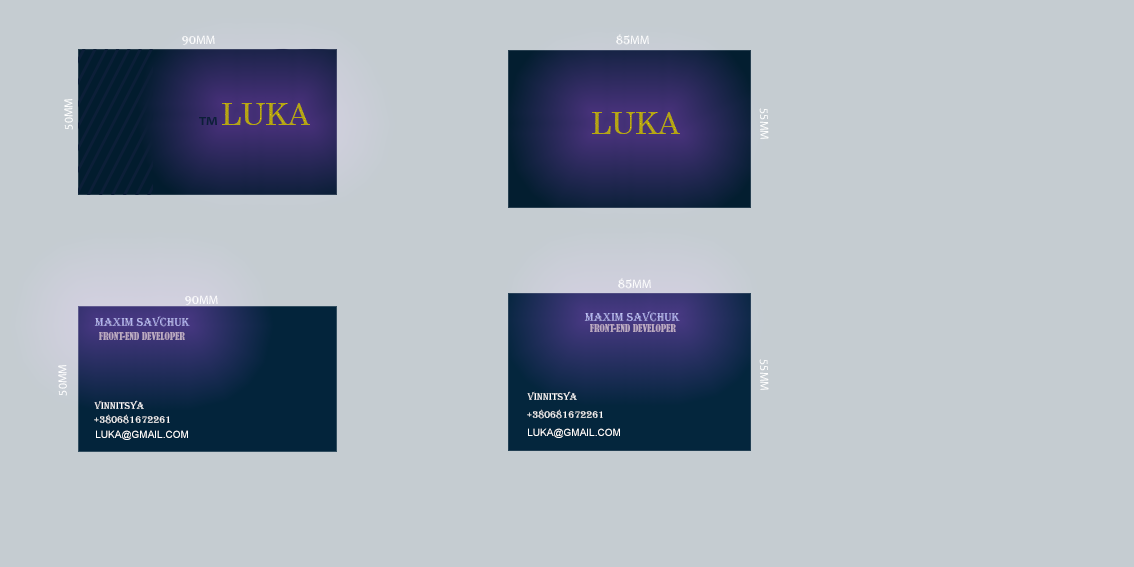 90MM
50MM
™ LUKA
85MM
55MM
LUKA
90MM
50MM
MAXIM SAVCHUK
FRONT-END DEVELOPER
VINNITSYA
+380681672261
LUKA@GMAIL.COM
85MM
55MM
MAXIM SAVCHUK
FRONT-END DEVELOPER
VINNITSYA
+380681672261
LUKA@GMAIL.COM